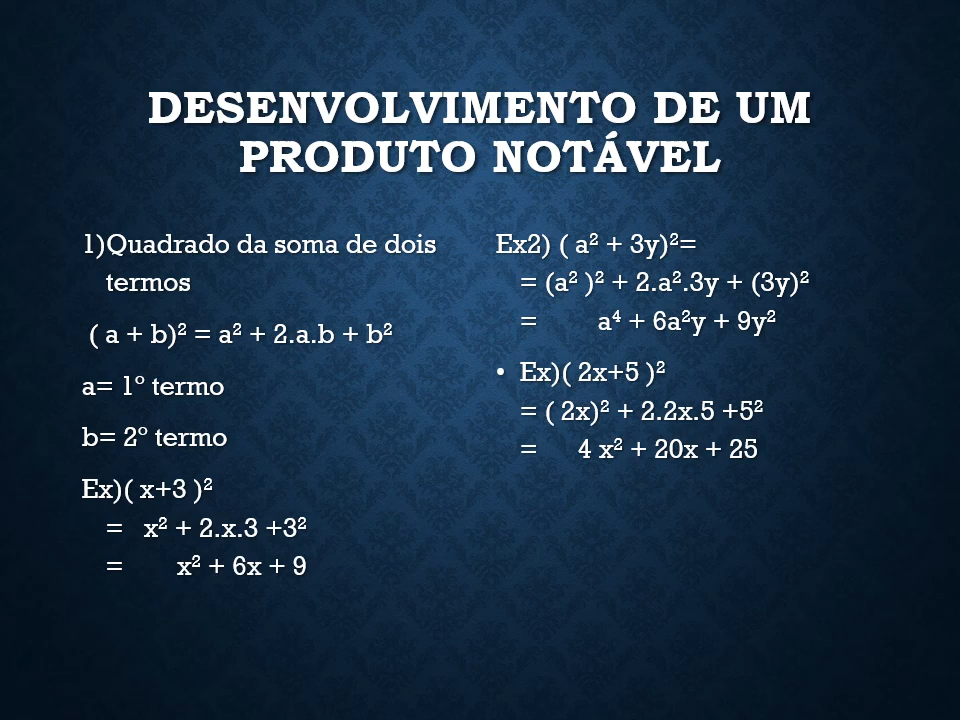 DESENVOLVIMENTO DE UM
PRODUTO NOTÁVEL
1)Quadrado da soma de dois
termos
( a + b)² = a² + 2.a.b + b²
a= 1º termo
b= 2º termo
Ex)( x+3 )²
= x² + 2.x.3 +3²
= x² + 6x + 9
Ex2) ( a² + 3y)²=
= (a² )² + 2.a².3y + (3y)²
= a⁴ + 6a²y + 9y²
• Ex)( 2x+5 )²
= ( 2x)² + 2.2x.5 +5²
= 4 x² + 20x + 25